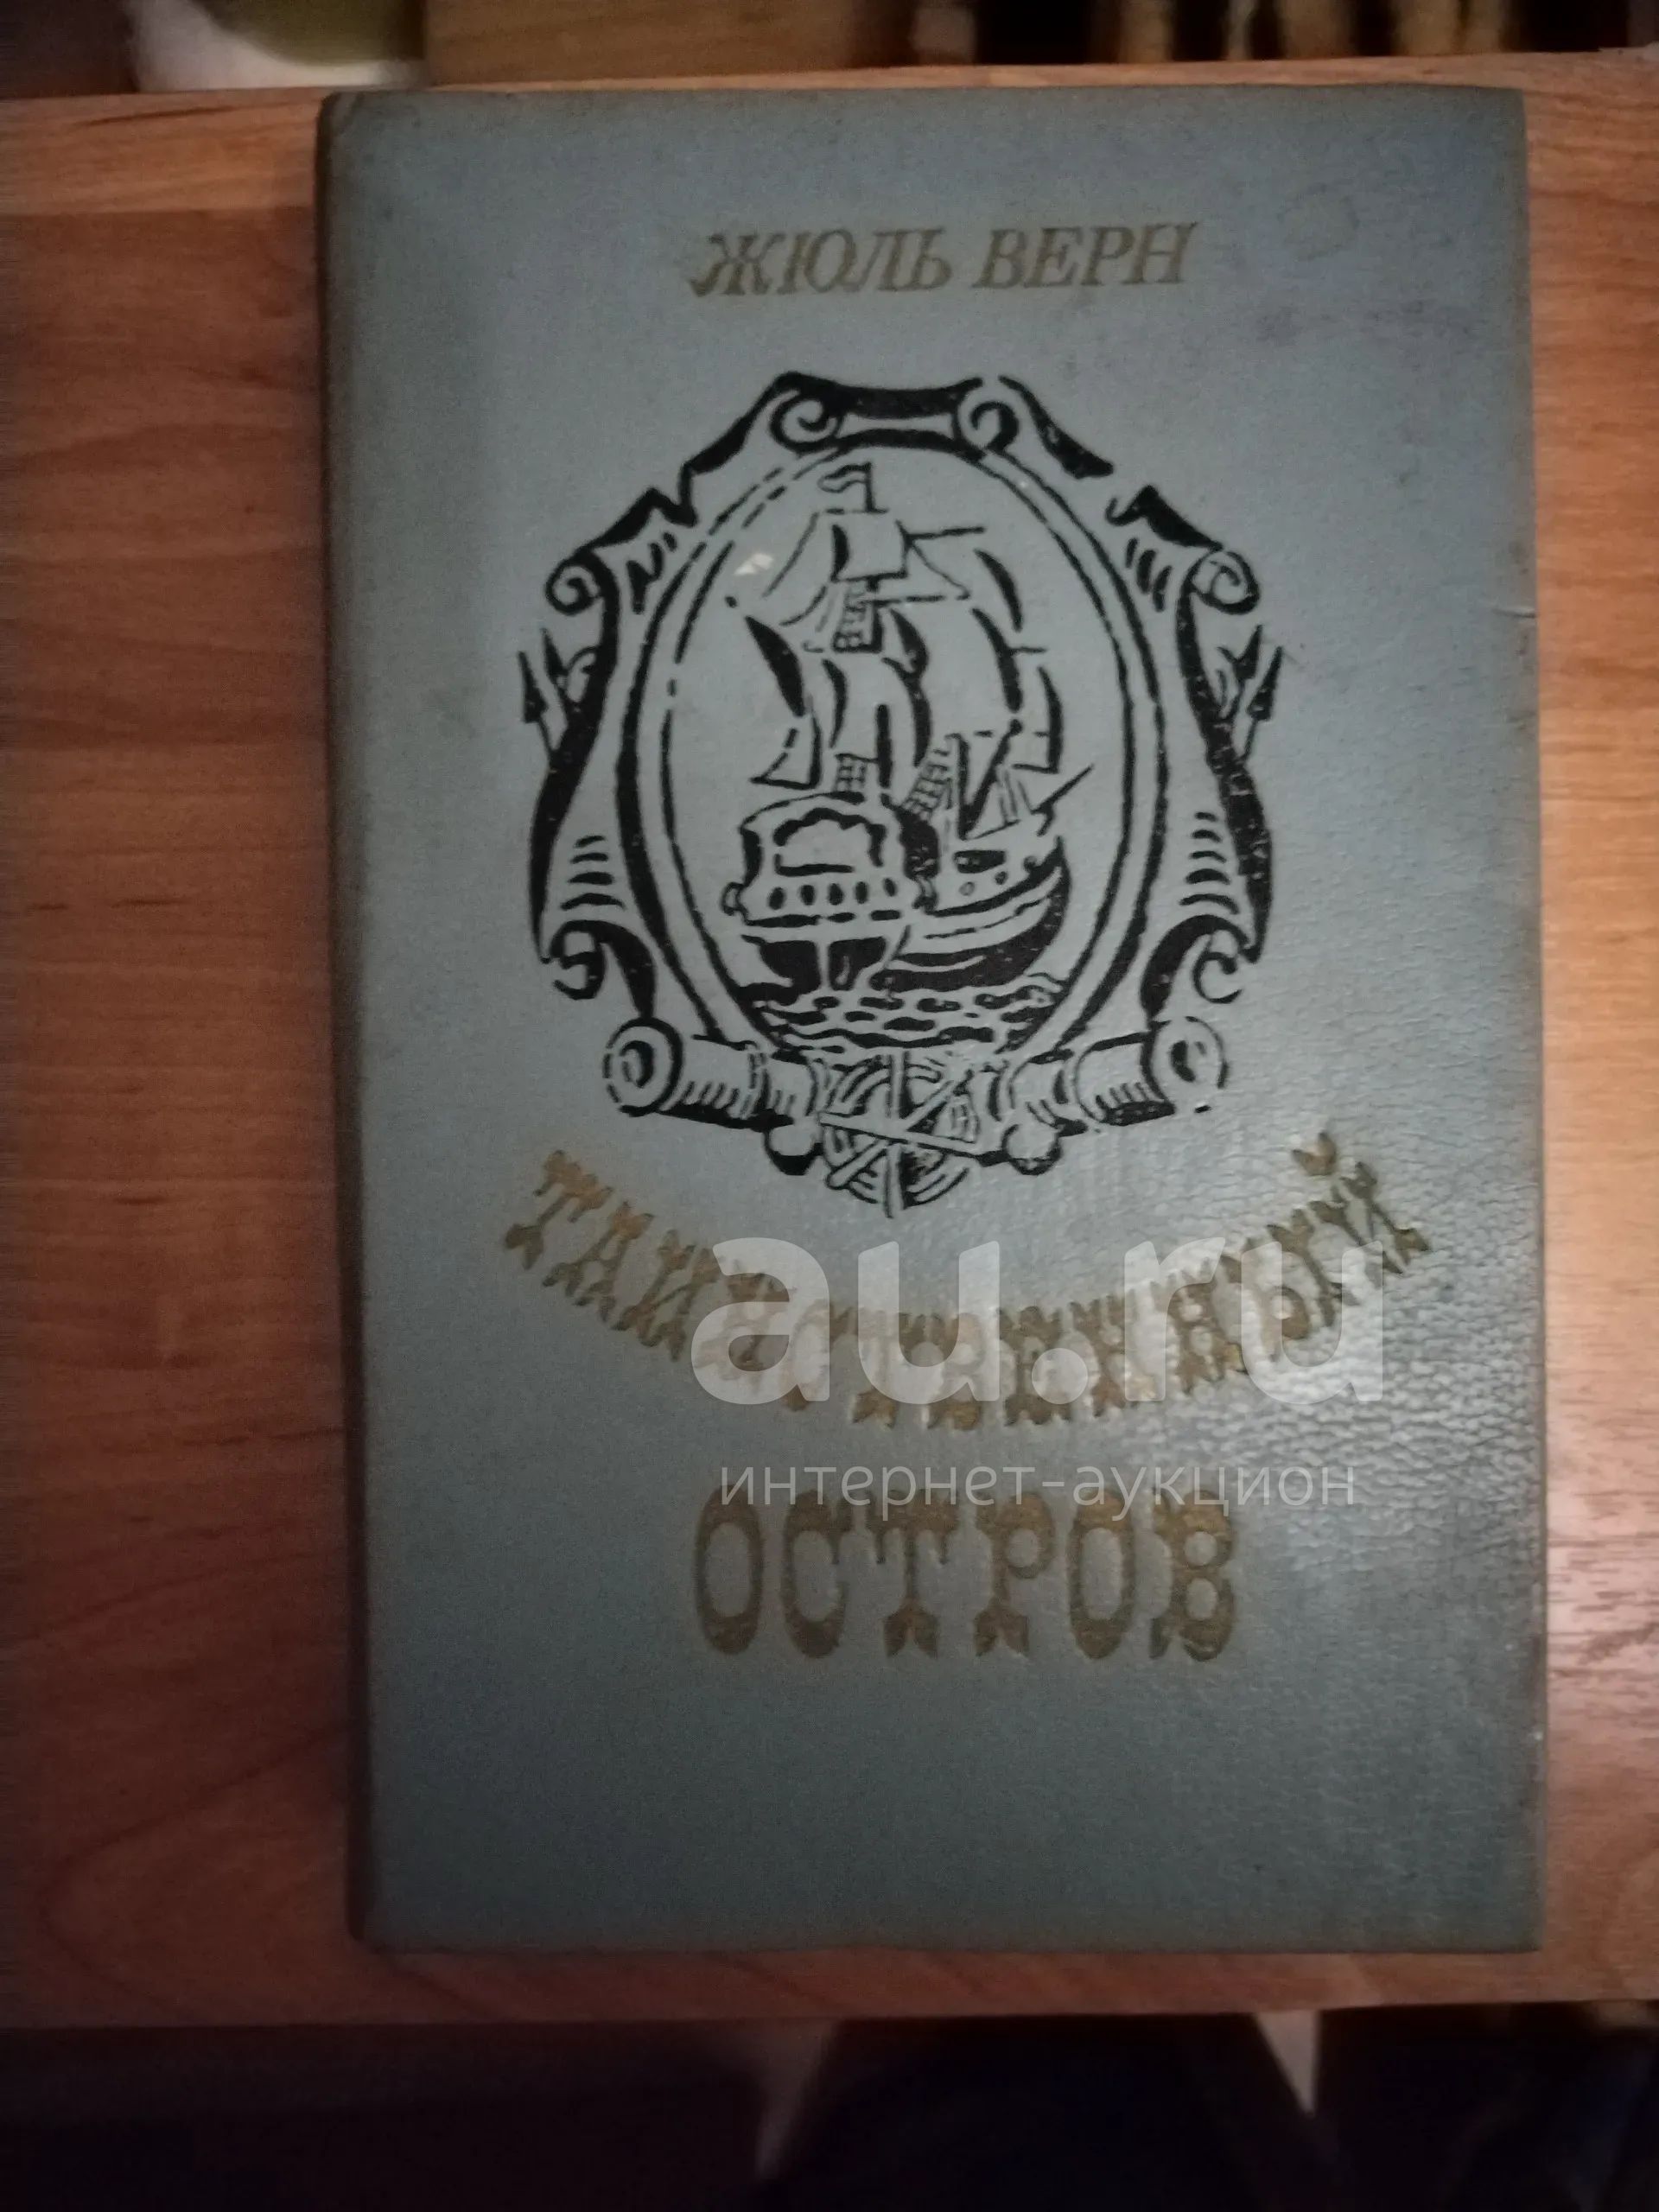 ЖЮЛЬ ВЕРН
ТАИНСТВЕННЫЙ
au.ru
интернет-аукцион
ОСТРОВ